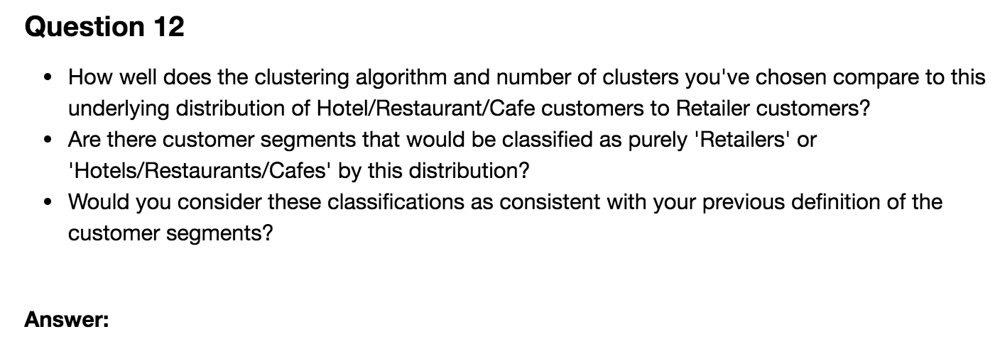 Question 12
• How well does the clustering algorithm and number of clusters you've chosen compare to this
underlying distribution of Hotel/Restaurant/Cafe customers to Retailer customers?
• Are there customer segments that would be classified as purely 'Retailers' or
'Hotels/Restaurants/Cafes' by this distribution?
• Would you consider these classifications as consistent with your previous definition of the
customer segments?
Answer: